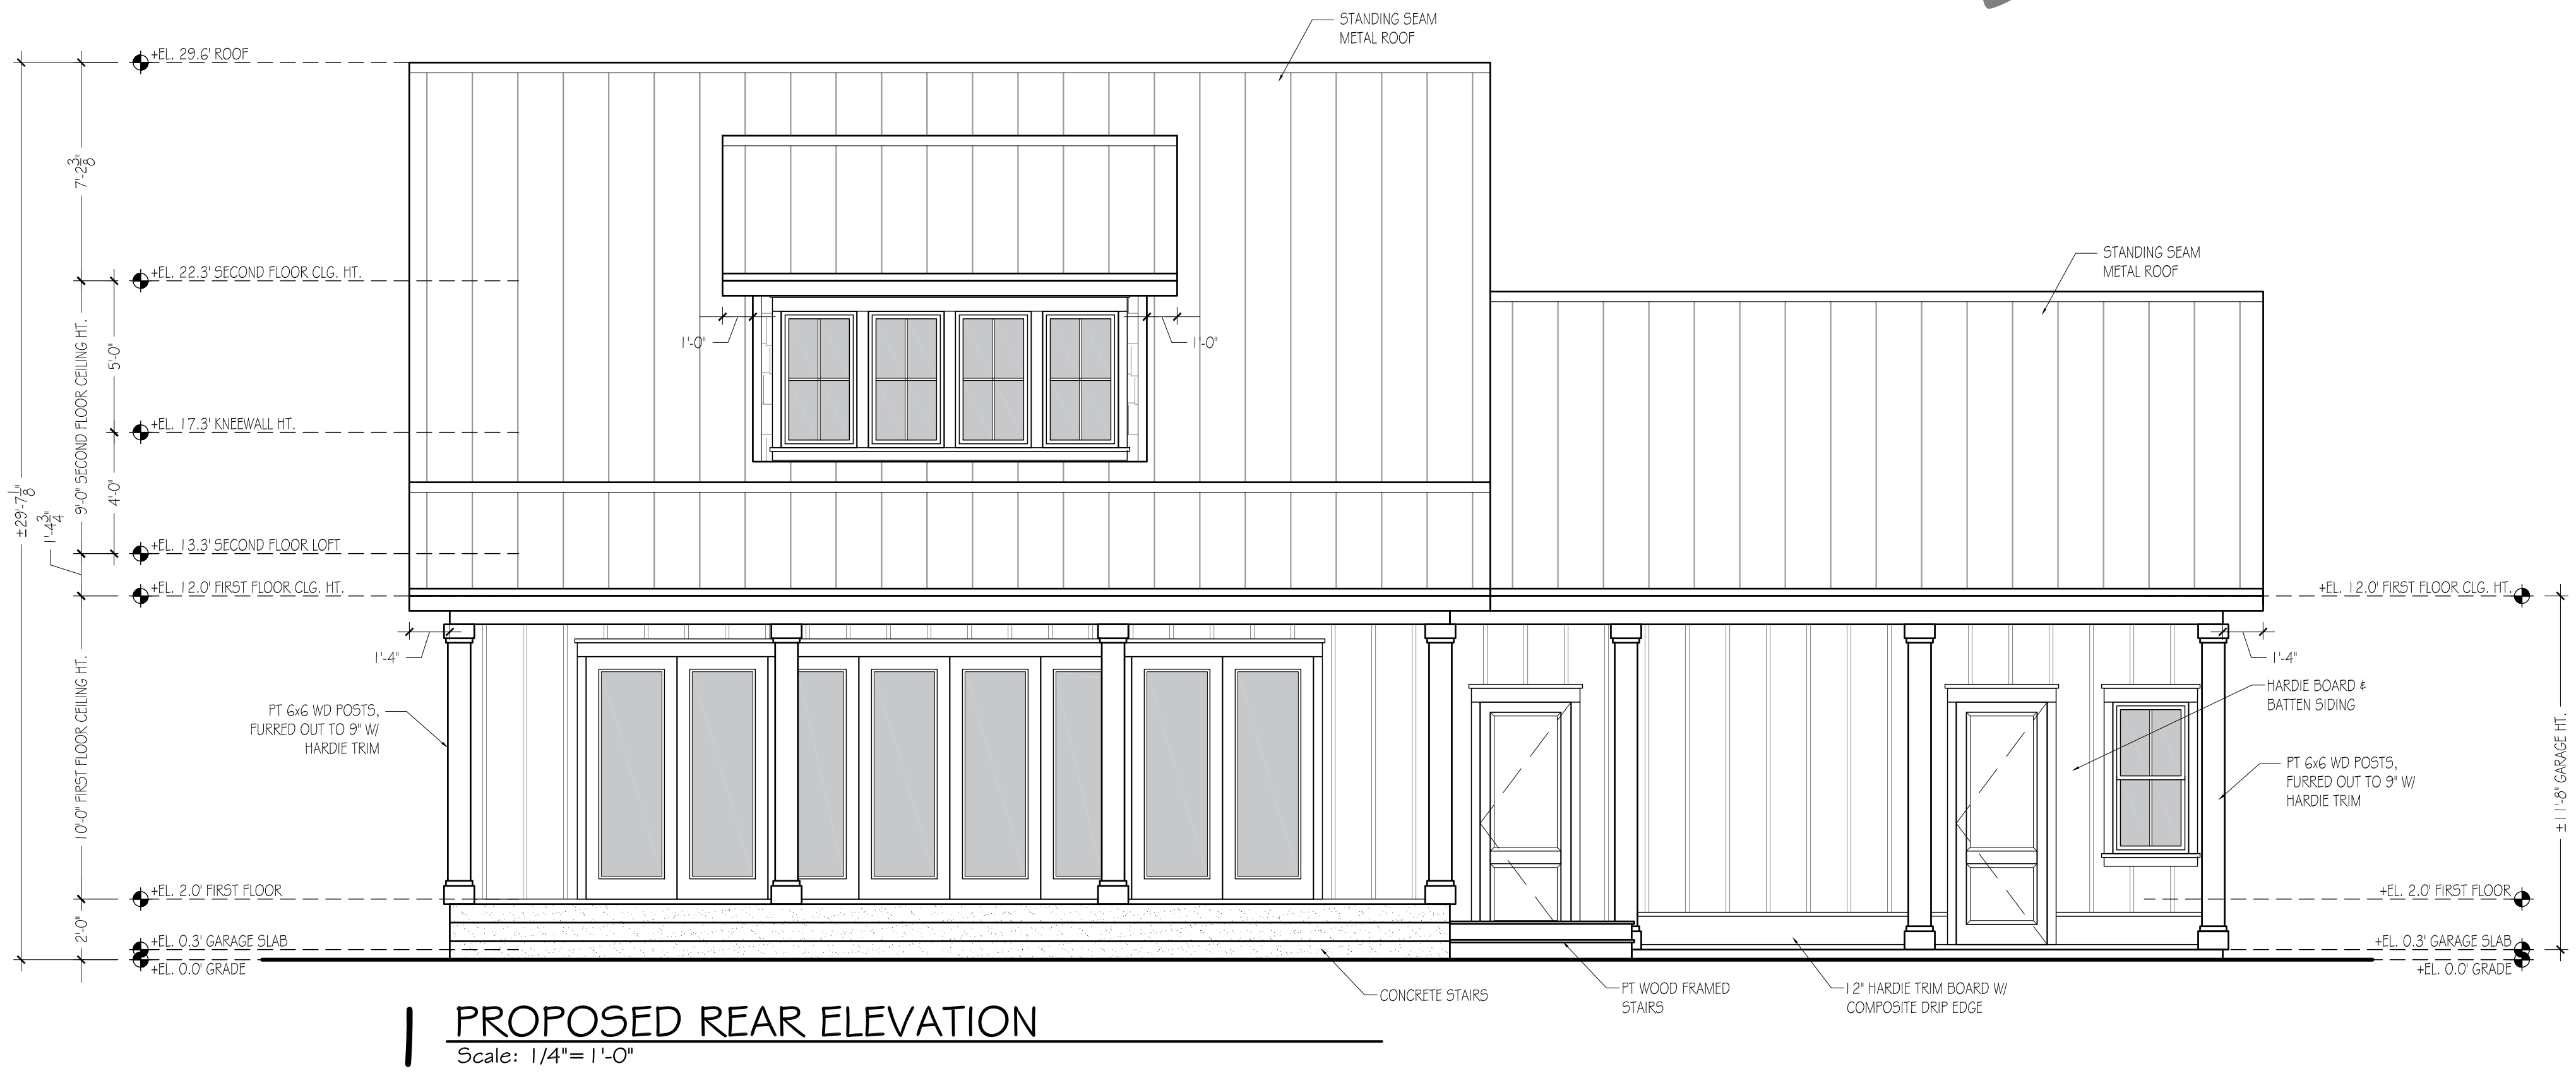 STANDING SEAM
METAL ROOF
+EL. 29.6' ROOF
7'-2 3/8"
STANDING SEAM
METAL ROOF
+EL. 22.3' SECOND FLOOR CLG. HT.
1'-0"
1'-0"
5'-0"
9'-0" SECOND FLOOR CEILING HT.
+EL. 17.3' KNEEWALL HT.
4'-0"
±29'-7 1/8"
1'-4 3/4"
+EL. 13.3' SECOND FLOOR LOFT
+EL. 12.0' FIRST FLOOR CLG. HT.
+EL. 12.0' FIRST FLOOR CLG. HT.
1'-4"
1'-4"
HARDIE BOARD &
BATTEN SIDING
PT 6x6 WD POSTS,
FURRED OUT TO 9" W/
HARDIE TRIM
10'-0" FIRST FLOOR CEILING HT.
PT 6x6 WD POSTS,
FURRED OUT TO 9" W/
HARDIE TRIM
±11'-8" GARAGE HT.
+EL. 2.0' FIRST FLOOR
+EL. 2.0' FIRST FLOOR
2'-0"
+EL. 0.3' GARAGE SLAB
+EL. 0.3' GARAGE SLAB
+EL. 0.0' GRADE
+EL. 0.0' GRADE
CONCRETE STAIRS
PT WOOD FRAMED
STAIRS
12" HARDIE TRIM BOARD W/
COMPOSITE DRIP EDGE
PROPOSED REAR ELEVATION
Scale: 1/4"=1'-0"